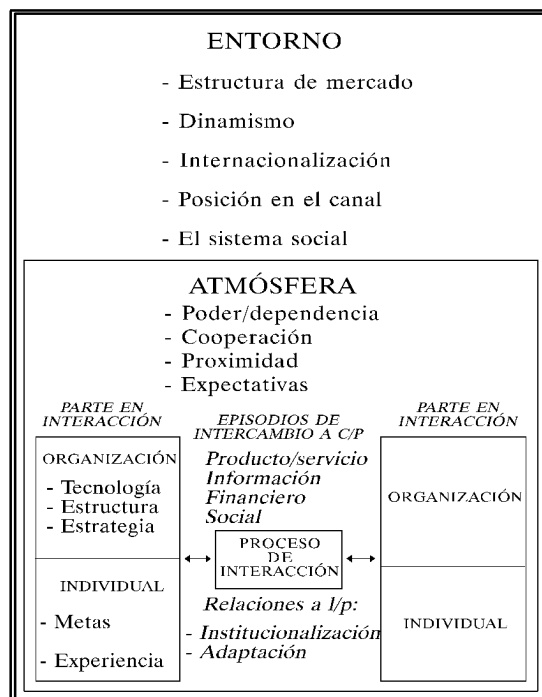 ENTORNO
- Estructura de mercado
- Dinamismo
- Internacionalización
- Posición en el canal
- El sistema social
ATMÓSFERA
- Poder/dependencia
- Cooperación
- Proximidad
- Expectativas
PARTE EN
INTERACCIÓN
ORGANIZACIÓN
- Tecnología
- Estructura
- Estrategia
INDIVIDUAL
- Metas
- Experiencia
EPISODIOS DE
INTERCAMBIO A C/P
Producto/servicio
Información
Financiero
Social
PROCESO
DE
INTERACCIÓN
Relaciones a l/p:
- Institucionalización
- Adaptación
PARTE EN
INTERACCIÓN
ORGANIZACIÓN
INDIVIDUAL